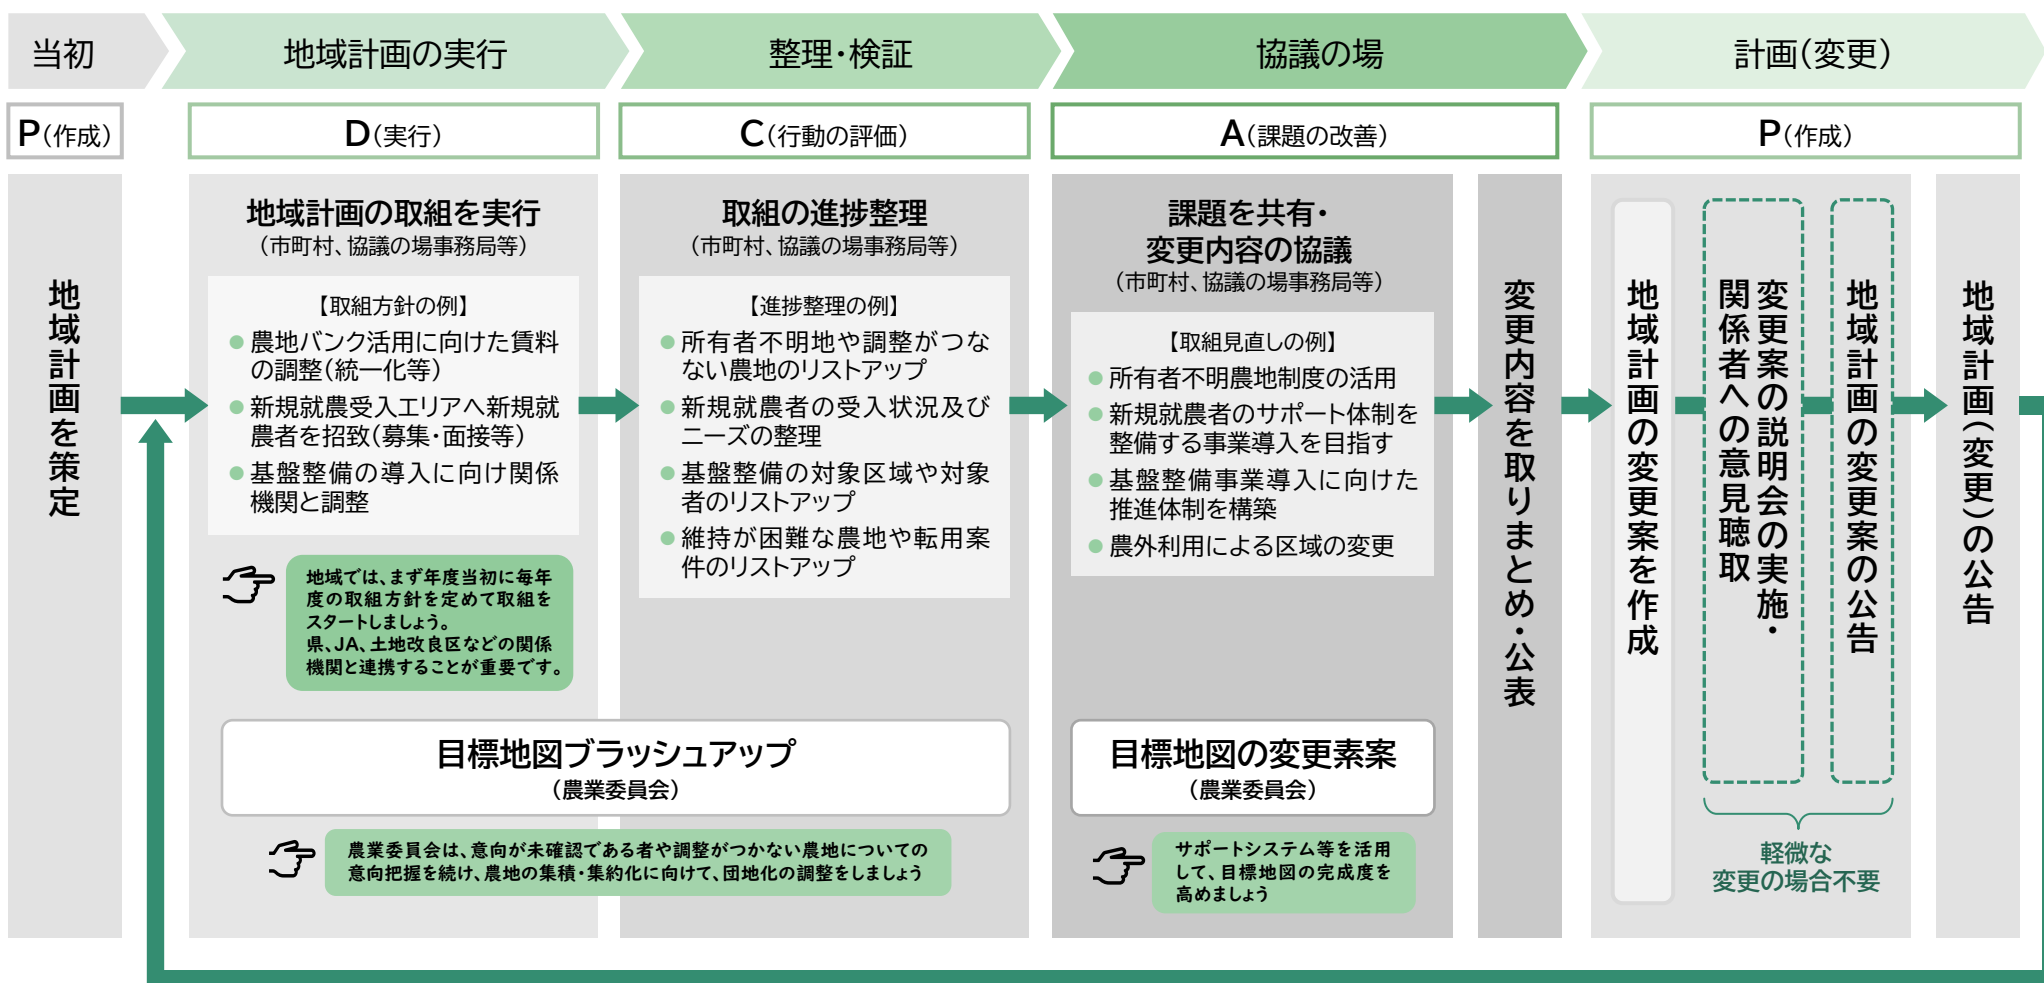 当初
地域計画の実行
整理・検証
協議の場
計画（変更）
P（作成）
D（実行）
C（行動の評価）
A（課題の改善）
P（作成）
地域計画を策定
地域計画の取組を実行
（市町村、協議の場事務局等）
【取組方針の例】
●農地バンク活用に向けた賃料
の調整（統一化等）
●新規就農受入エリアへ新規就
農者を招致（募集・面接等）
●基盤整備の導入に向け関係
機関と調整
地域では、まず年度当初に毎年
度の取組方針を定めて取組を
スタートしましょう。
県、JA、土地改良区などの関係
機関と連携することが重要です。
取組の進捗整理
（市町村、協議の場事務局等）
【進捗整理の例】
●所有者不明地や調整がつな
ない農地のリストアップ
●新規就農者の受入状況及び
ニーズの整理
●基盤整備の対象区域や対象
者のリストアップ
●維持が困難な農地や転用案
件のリストアップ
目標地図ブラッシュアップ
（農業委員会）
農業委員会は、意向が未確認である者や調整がつかない農地についての
意向把握を続け、農地の集積・集約化に向けて、団地化の調整をしましょう
課題を共有・
変更内容の協議
（市町村、協議の場事務局等）
【取組見直しの例】
●所有者不明農地制度の活用
●新規就農者のサポート体制を
整備する事業導入を目指す
●基盤整備事業導入に向けた
推進体制を構築
●農外利用による区域の変更
目標地図の変更素案
（農業委員会）
サポートシステム等を活用
して、目標地図の完成度を
高めましょう
変更内容を取りまとめ・公表
地域計画の変更案を作成
変更案の説明会の実施・
関係者への意見聴取
地域計画の変更案の公告
軽微な
変更の場合不要
地域計画（変更）の公告